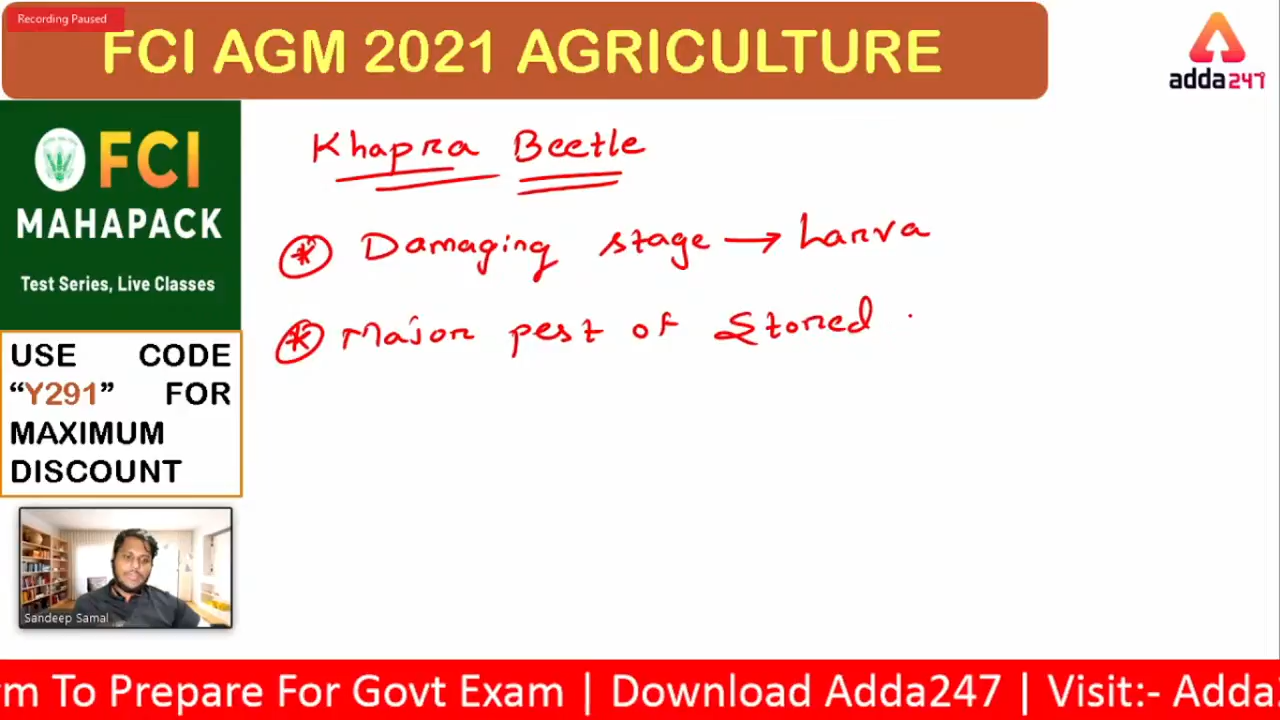 Recording Paused
FCI AGM 2021 AGRICULTURE
adda247
FCI
MAHAPACK
Test Series, Live Classes
USE CODE
“Y291” FOR
MAXIMUM
DISCOUNT
Khapra Beetle
* Damaging stage → Larva
* Major pest of Stored
Sandeep Samal
rm To Prepare For Govt Exam | Download Adda247 | Visit:- Adda